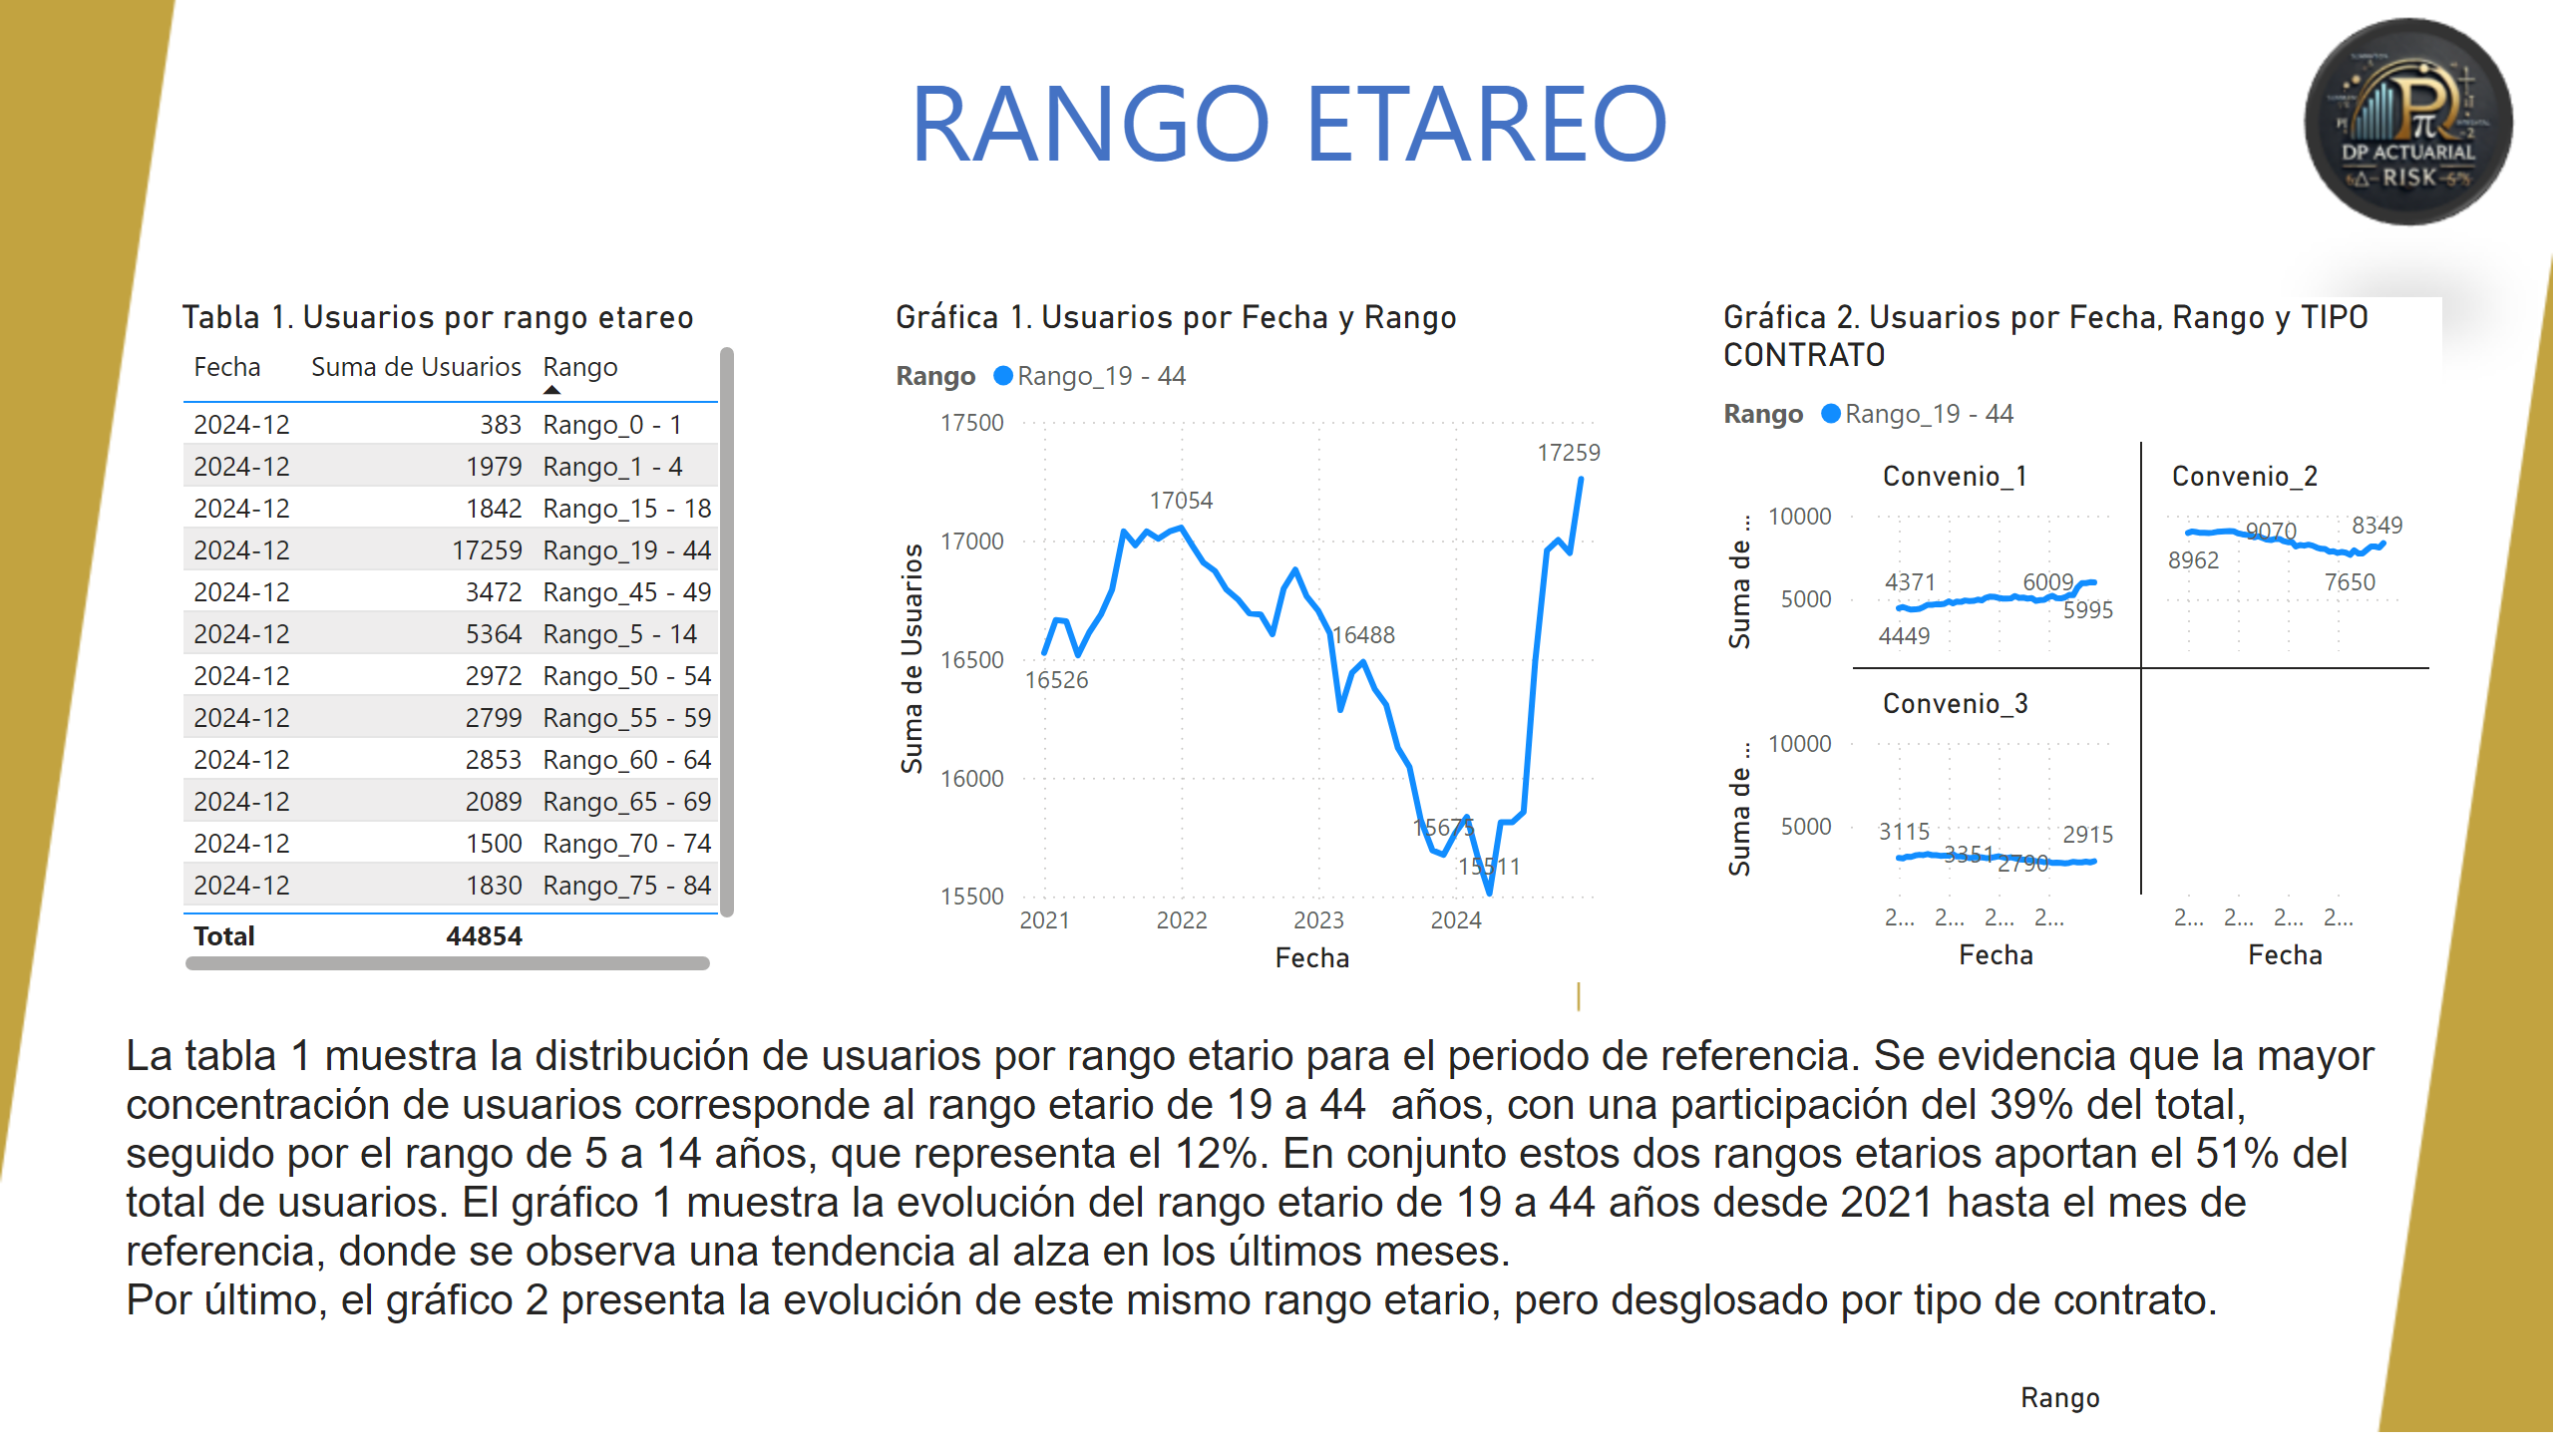 RANGO ETAREO
DP ACTUARIAL
RISK
Tabla 1. Usuarios por rango etareo
Fecha Suma de Usuarios Rango
2024-12 383 Rango_0 - 1
2024-12 1979 Rango_1 - 4
2024-12 1842 Rango_15 - 18
2024-12 17259 Rango_19 - 44
2024-12 3472 Rango_45 - 49
2024-12 5364 Rango_5 - 14
2024-12 2972 Rango_50 - 54
2024-12 2799 Rango_55 - 59
2024-12 2853 Rango_60 - 64
2024-12 2089 Rango_65 - 69
2024-12 1500 Rango_70 - 74
2024-12 1830 Rango_75 - 84
Total 44854
Gráfica 1. Usuarios por Fecha y Rango
Rango Rango_19 - 44
Suma de Usuarios
17500
17000
16500
16000
15500
17259
17054
16488
16526
15675
15511
2021 2022 2023 2024
Fecha
Gráfica 2. Usuarios por Fecha, Rango y TIPO
CONTRATO
Rango Rango_19 - 44
Convenio_1
Suma de ...
10000
5000
4371
6009
5995
4449
Convenio_2
9070
8349
8962
7650
Convenio_3
Suma de ...
10000
5000
3115
3351
2790
2915
2... 2... 2... 2...
2... 2... 2... 2...
Fecha
Fecha
La tabla 1 muestra la distribución de usuarios por rango etario para el periodo de referencia. Se evidencia que la mayor
concentración de usuarios corresponde al rango etario de 19 a 44 años, con una participación del 39% del total,
seguido por el rango de 5 a 14 años, que representa el 12%. En conjunto estos dos rangos etarios aportan el 51% del
total de usuarios. El gráfico 1 muestra la evolución del rango etario de 19 a 44 años desde 2021 hasta el mes de
referencia, donde se observa una tendencia al alza en los últimos meses.
Por último, el gráfico 2 presenta la evolución de este mismo rango etario, pero desglosado por tipo de contrato.
Rango